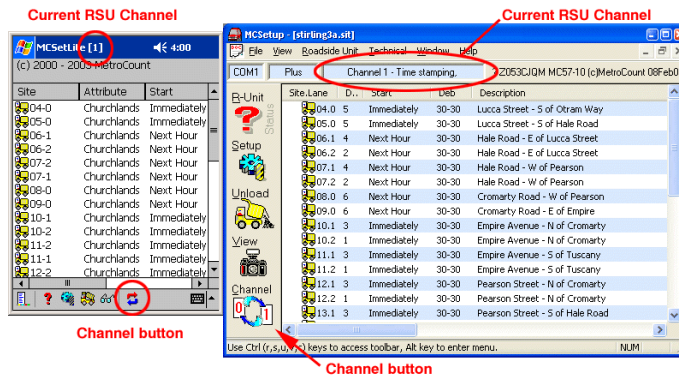 Current RSU Channel
MCSetLite [1] 4:00
(c) 2000 - 2003 MetroCount
Site Attribute Start
04-0 Churchlands Immediately
05-0 Churchlands Immediately
06-1 Churchlands Next Hour
06-2 Churchlands Next Hour
07-2 Churchlands Next Hour
07-1 Churchlands Next Hour
08-0 Churchlands Next Hour
09-0 Churchlands Next Hour
10-1 Churchlands Immediately
10-2 Churchlands Immediately
11-2 Churchlands Immediately
11-1 Churchlands Immediately
12-2 Churchlands Immediately
Channel button
Current RSU Channel
MCSetup - [stirling3a.sit]
File View Roadside Unit Technical Window Help
COM1 Plus Channel 1 - Time stamping, AZ053CJQM MC57-10 (c)MetroCount 08Feb0
R-Unit
Status
Setup
Unload
View
Channel
0 1
Site.Lane D.. Start Deb Description
04.0 5 Immediately 30-30 Lucca Street - S of Otram Way
05.0 5 Immediately 30-30 Lucca Street - S of Hale Road
06.1 4 Next Hour 30-30 Hale Road - E of Lucca Street
06.2 2 Next Hour 30-30 Hale Road - E of Lucca Street
07.1 4 Next Hour 30-30 Hale Road - W of Pearson
07.2 2 Next Hour 30-30 Hale Road - W of Pearson
08.0 6 Next Hour 30-30 Cromarty Road - W of Pearson
09.0 6 Next Hour 30-30 Cromarty Road - E of Empire
10.1 3 Immediately 30-30 Empire Avenue - N of Cromarty
10.2 1 Immediately 30-30 Empire Avenue - N of Cromarty
11.1 3 Immediately 30-30 Empire Avenue - S of Tuscany
11.2 1 Immediately 30-30 Empire Avenue - S of Tuscany
12.1 3 Immediately 30-30 Pearson Street - N of Cromarty
12.2 1 Immediately 30-30 Pearson Street - N of Cromarty
13.1 3 Immediately 30-30 Pearson Street - S of Hale Road
Use Ctrl (r,s,u,v,c) keys to access toolbar, Alt key to enter menu. NUM
Channel button